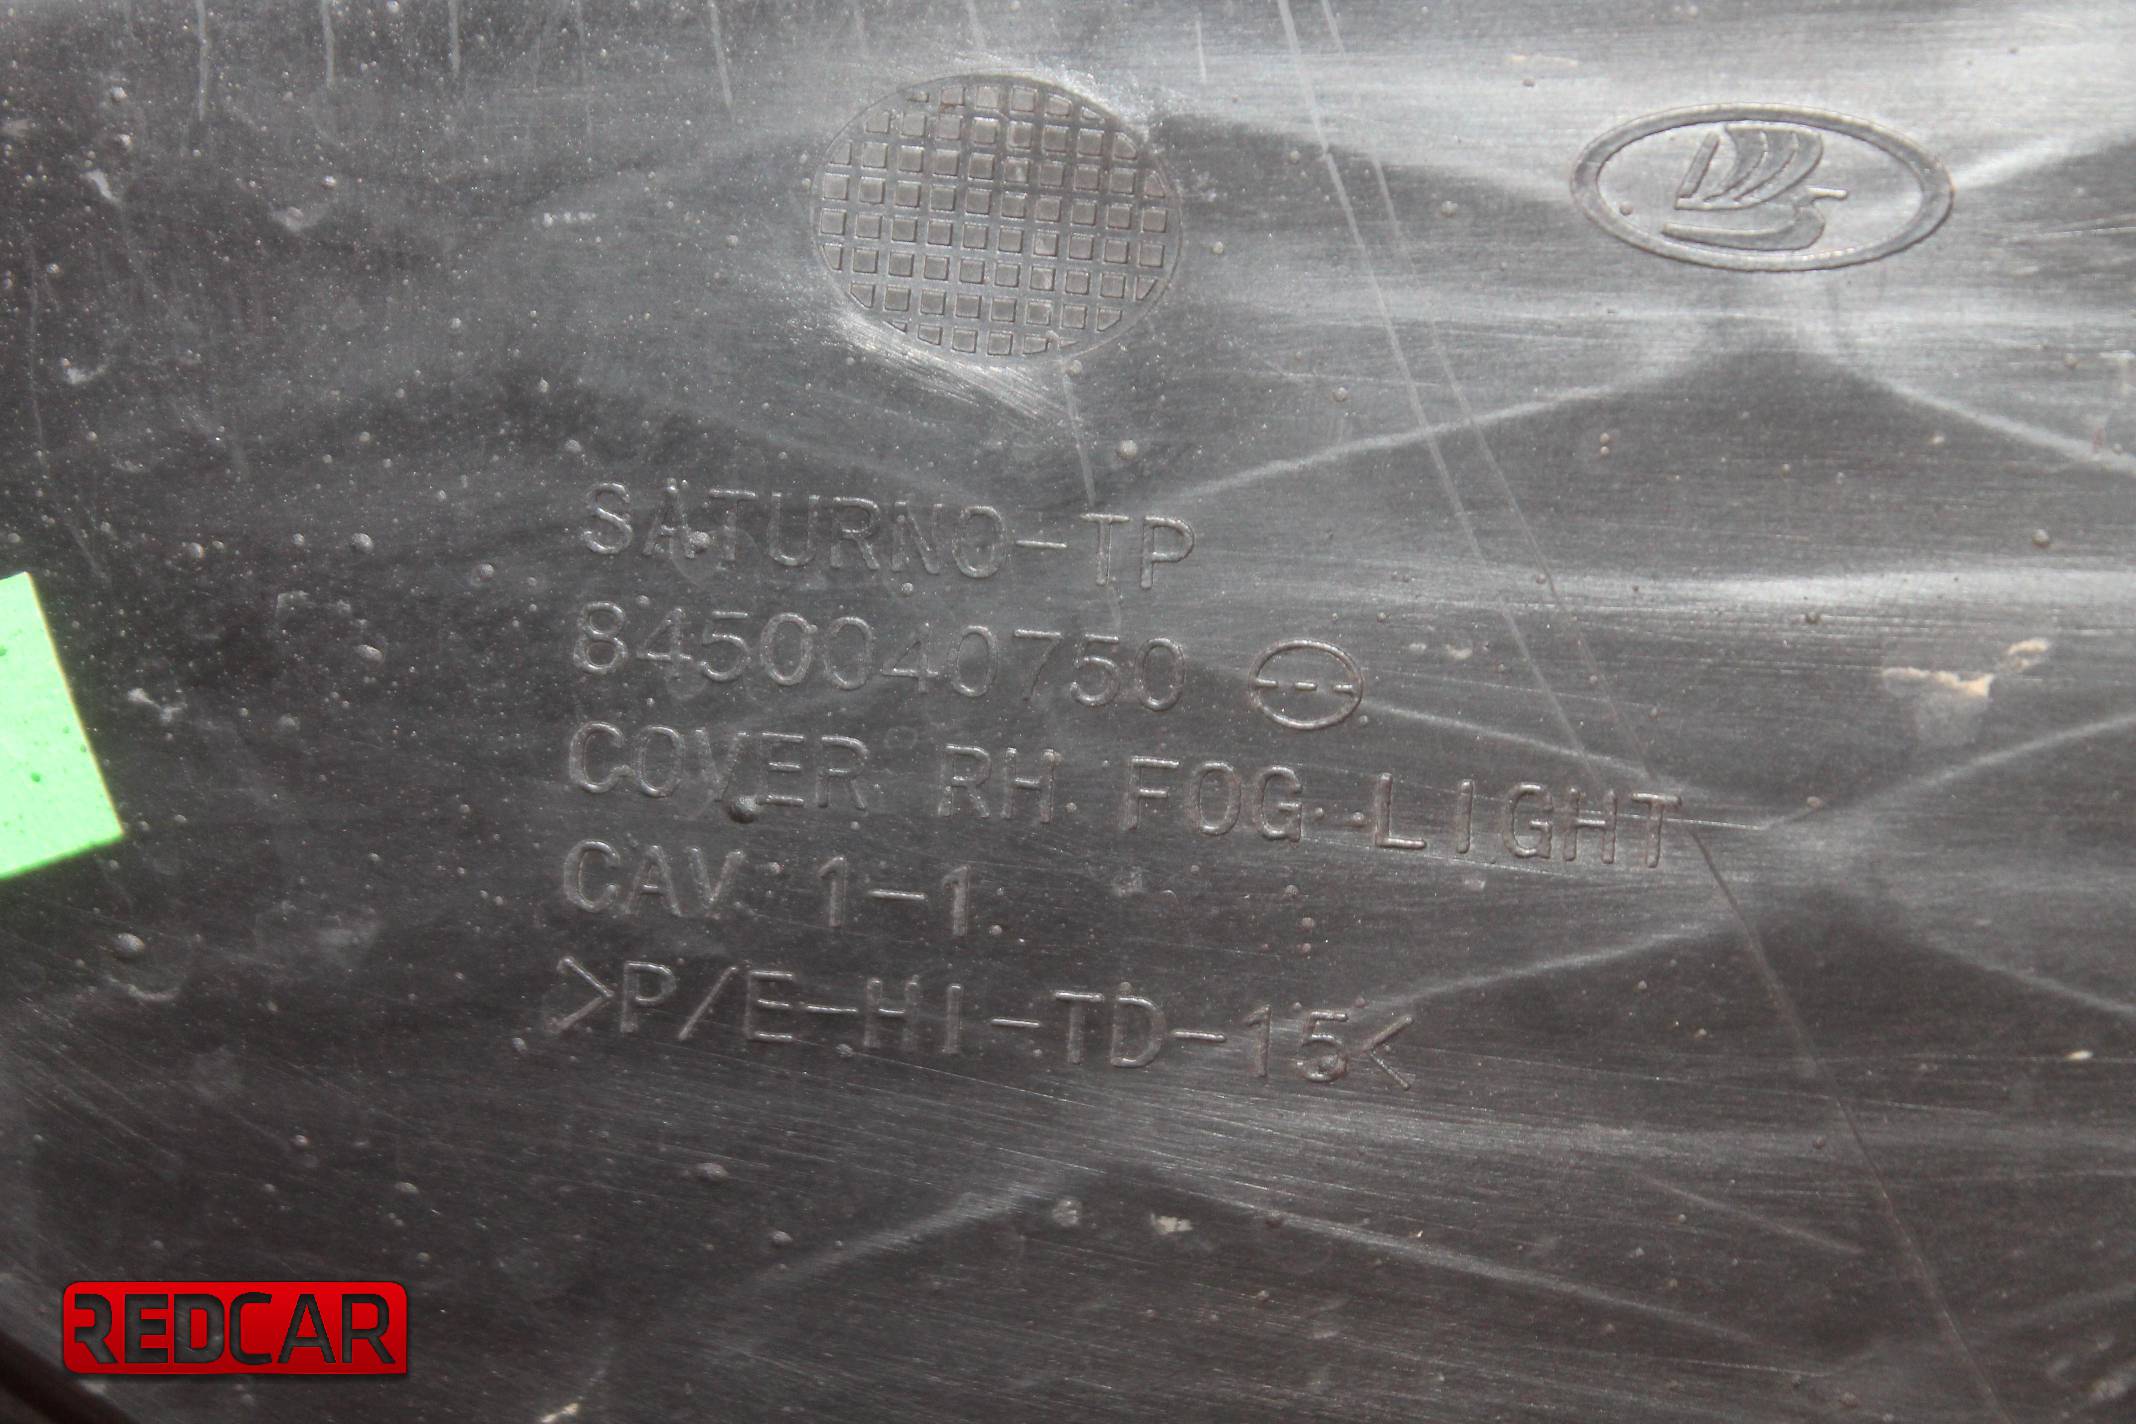 SATURNO-TP
8450040750
COVER RH FOG LIGHT
CAV 1-1
>P/E-HI-TD-15<
REDCAR